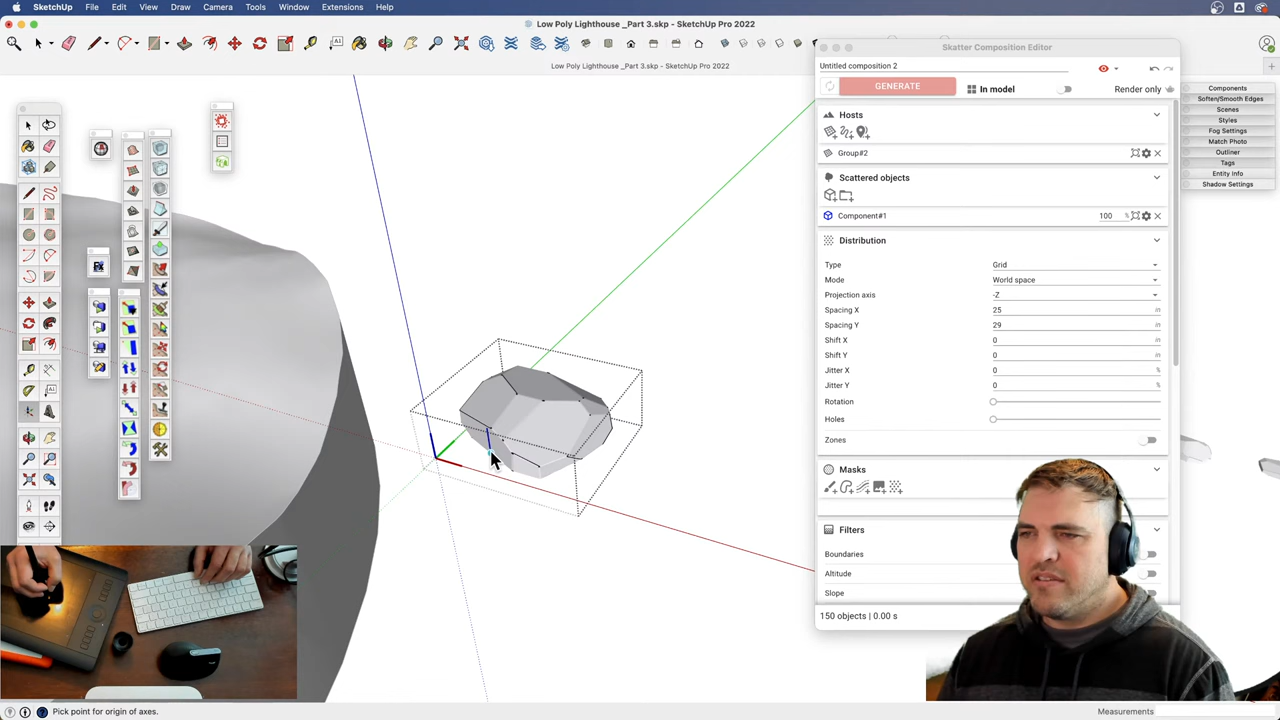 SketchUp File Edit View Draw Camera Tools Window Extensions Help
Low Poly Lighthouse _Part 3.skp - SketchUp Pro 2022
Low Poly Lighthouse _Part 3.skp - SketchUp Pro 2022
Skatter Composition Editor
Untitled composition 2
GENERATE
In model
Render only
Hosts
Group#2
Scattered objects
Component#1 100 %
Distribution
Type Grid
Mode World space
Projection axis -Z
Spacing X 25 in
Spacing Y 29 in
Shift X 0 in
Shift Y 0 in
Jitter X 0 %
Jitter Y 0 %
Rotation
Holes
Zones
Masks
Filters
Boundaries
Altitude
Slope
150 objects | 0.00 s
Components
Soften/Smooth Edges
Scenes
Styles
Fog Settings
Match Photo
Outliner
Tags
Entity Info
Shadow Settings
Pick point for origin of axes.
Measurements